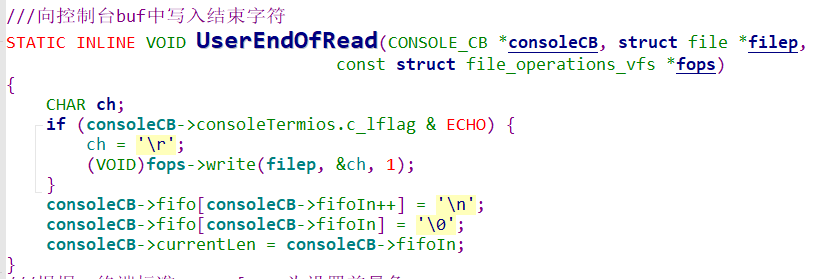 ///向控制台buf中写入结束字符
STATIC INLINE VOID UserEndOfRead(CONSOLE_CB *consoleCB, struct file *filep,
const struct file_operations_vfs *fops)
{
CHAR ch;
if (consoleCB->consoleTermios.c_lflag & ECHO) {
ch = '\r';
(VOID)fops->write(filep, &ch, 1);
}
consoleCB->fifo[consoleCB->fifoIn++] = '\n';
consoleCB->fifo[consoleCB->fifoIn] = '\0';
consoleCB->currentLen = consoleCB->fifoIn;
}